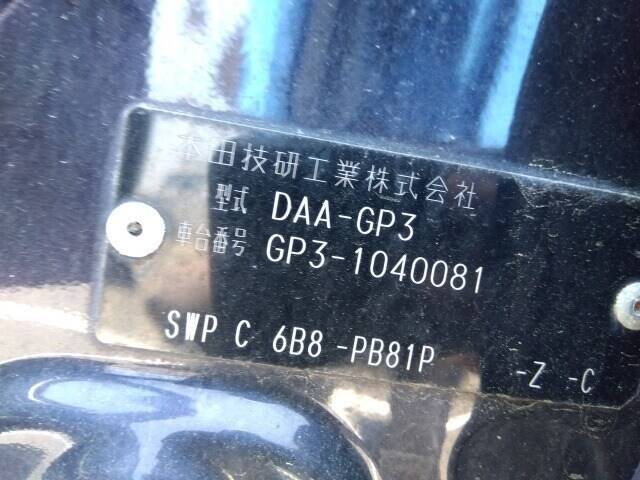 本田技研工業株式会社
型式 DAA-GP3
車台番号 GP3-1040081
SWP C 6B8 -PB81P -Z -C